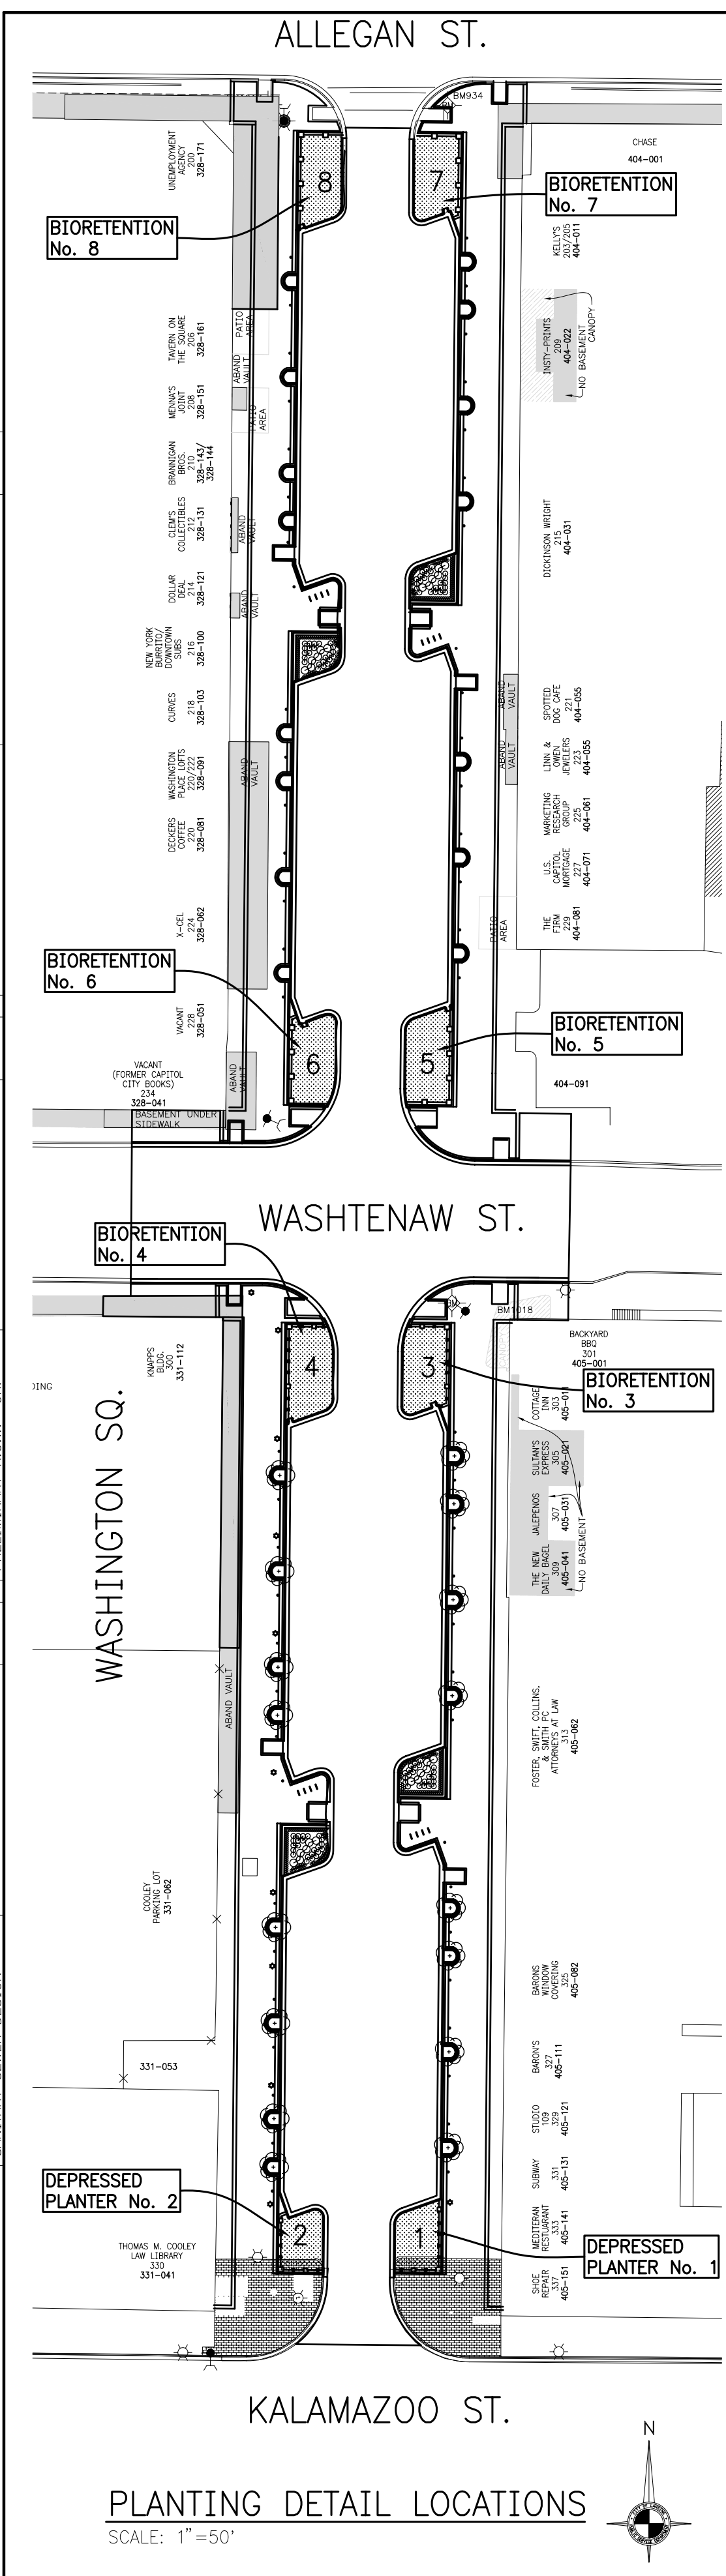 ALLEGAN ST.
BM934
CHASE
404-001
UNEMPLOYMENT
AGENCY
200
328-171
8
7
BIORETENTION
No. 7
BIORETENTION
No. 8
KELLY'S
203/205
404-011
TAVERN ON
THE SQUARE
206
328-161
PATIO
AREA
INSTY-PRINTS
209
404-022
NO BASEMENT
CANOPY
MENNA'S
JOINT
208
328-151
ABAND
VAULT
PATIO
AREA
BRANNIGAN
BROS.
210
328-143/
328-144
CLEM'S
COLLECTIBLES
212
328-131
ABAND
VAULT
DICKINSON WRIGHT
215
404-031
DOLLAR
DEAL
214
328-121
ABAND
VAULT
NEW YORK
BURRITO/
DOWNTOWN
SUBS
216
328-100
CURVES
218
328-103
ABAND
VAULT
SPOTTED
DOG CAFE
221
404-055
WASHINGTON
PLACE LOFTS
220/222
328-091
ABAND
VAULT
ABAND
VAULT
LINN &
OWEN
JEWELERS
223
404-055
DECKERS
COFFEE
220
328-081
MARKETING
RESEARCH
GROUP
225
404-061
U.S.
CAPITOL
MORTGAGE
227
404-071
X-CEL
224
328-062
PATIO
AREA
THE
FIRM
229
404-081
BIORETENTION
No. 6
VACANT
228
328-051
BIORETENTION
No. 5
6
5
VACANT
(FORMER CAPITOL
CITY BOOKS)
234
328-041
ABAND
VAULT
404-091
BASEMENT UNDER
SIDEWALK
WASHTENAW ST.
BIORETENTION
No. 4
BM1018
KNAPPS
BLDG.
300
331-112
4
3
BACKYARD
BBQ
301
405-001
BIORETENTION
No. 3
DING
COTTAGE
INN
303
405-011
WASHINGTON SQ.
SULTAN'S
EXPRESS
305
405-021
JALEPENOS
307
405-031
THE NEW
DAILY BAGEL
309
405-041
NO BASEMENT
ABAND VAULT
FOSTER, SWIFT, COLLINS,
& SMITH PC
ATTORNEYS AT LAW
313
405-062
COOLEY
PARKING LOT
331-062
BARONS
WINDOW
COVERING
325
405-082
331-053
BARON'S
327
405-111
STUDIO
109
329
405-121
SUBWAY
331
405-131
DEPRESSED
PLANTER No. 2
MEDITERAN
RESTUARANT
333
405-141
2
1
DEPRESSED
PLANTER No. 1
THOMAS M. COOLEY
LAW LIBRARY
330
331-041
SHOE
REPAIR
337
405-151
KALAMAZOO ST.
N
PLANTING DETAIL LOCATIONS
SCALE: 1"=50'